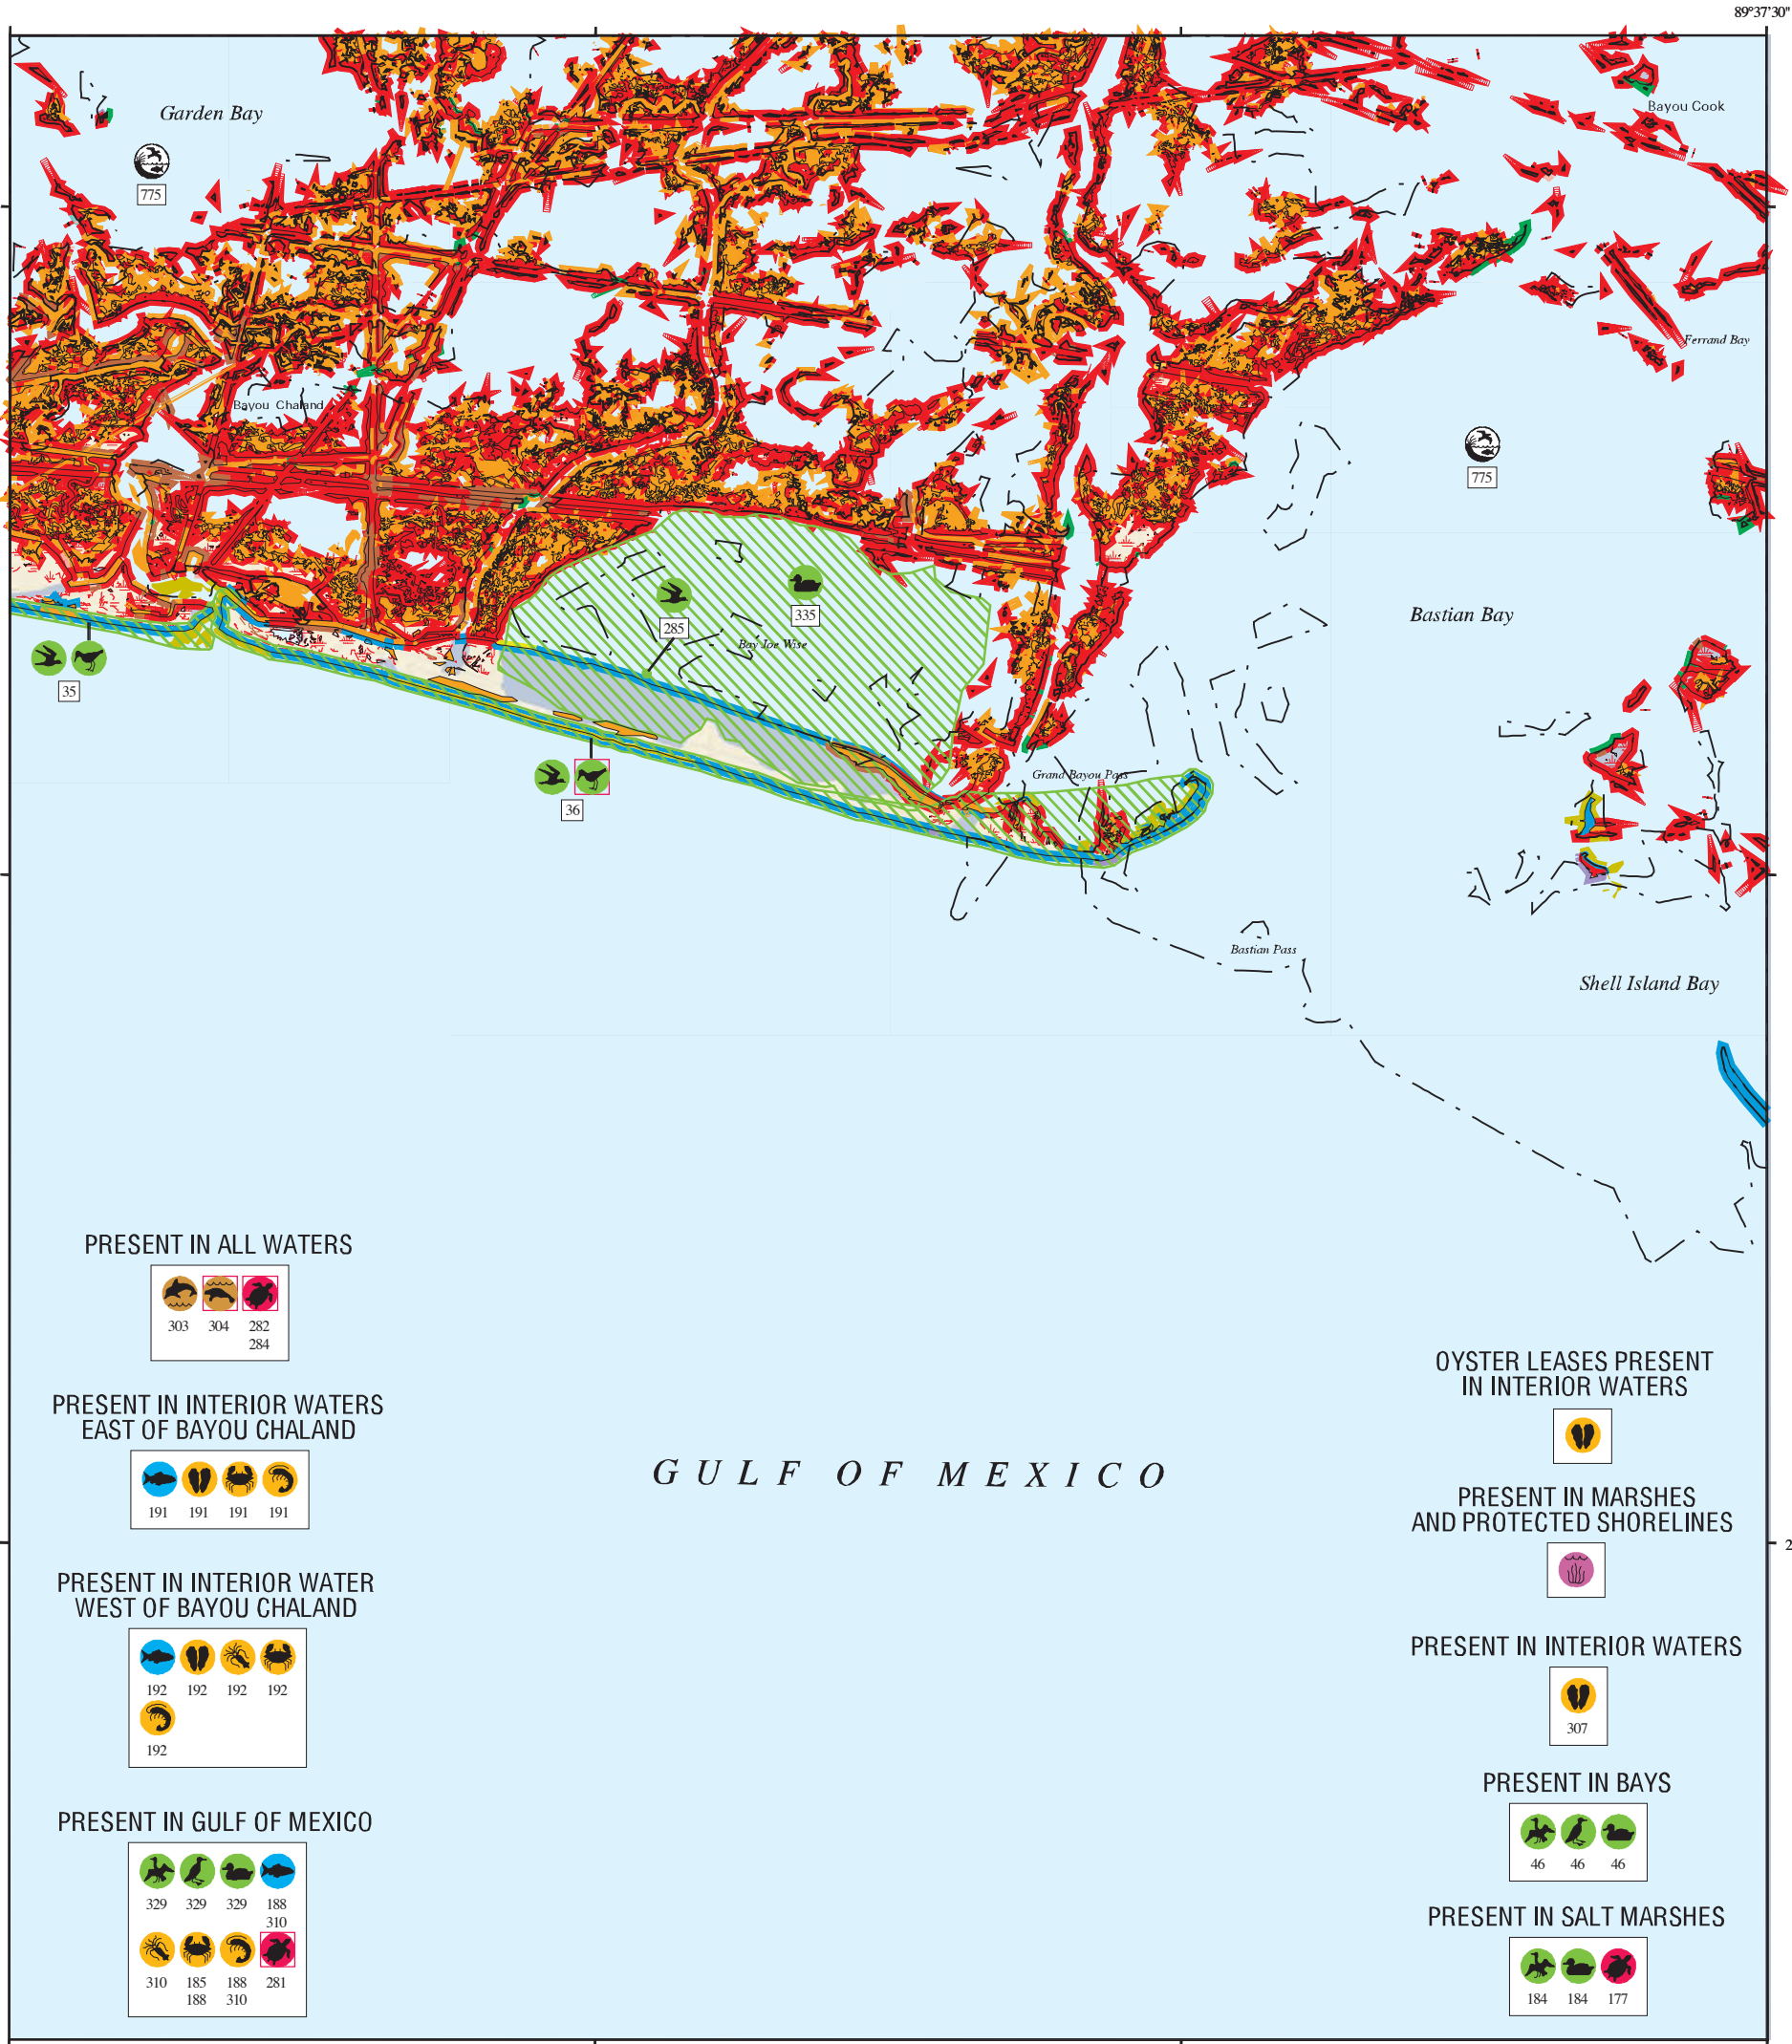 89°37'30"
Bayou Cook
Garden Bay
775
Ferrand Bay
Bayou Chaland
775
Bastian Bay
335
285
Bay Joe Wise
35
Grand Bayou Pass
36
Bastian Pass
Shell Island Bay
PRESENT IN ALL WATERS
303 304 282
284
PRESENT IN INTERIOR WATERS
EAST OF BAYOU CHALAND
191 191 191 191
PRESENT IN INTERIOR WATER
WEST OF BAYOU CHALAND
192 192 192 192
192
PRESENT IN GULF OF MEXICO
329 329 329 188
310
310 185 188 281
188 310
GULF OF MEXICO
OYSTER LEASES PRESENT
IN INTERIOR WATERS
PRESENT IN MARSHES
AND PROTECTED SHORELINES
2
PRESENT IN INTERIOR WATERS
307
PRESENT IN BAYS
46 46 46
PRESENT IN SALT MARSHES
184 184 177